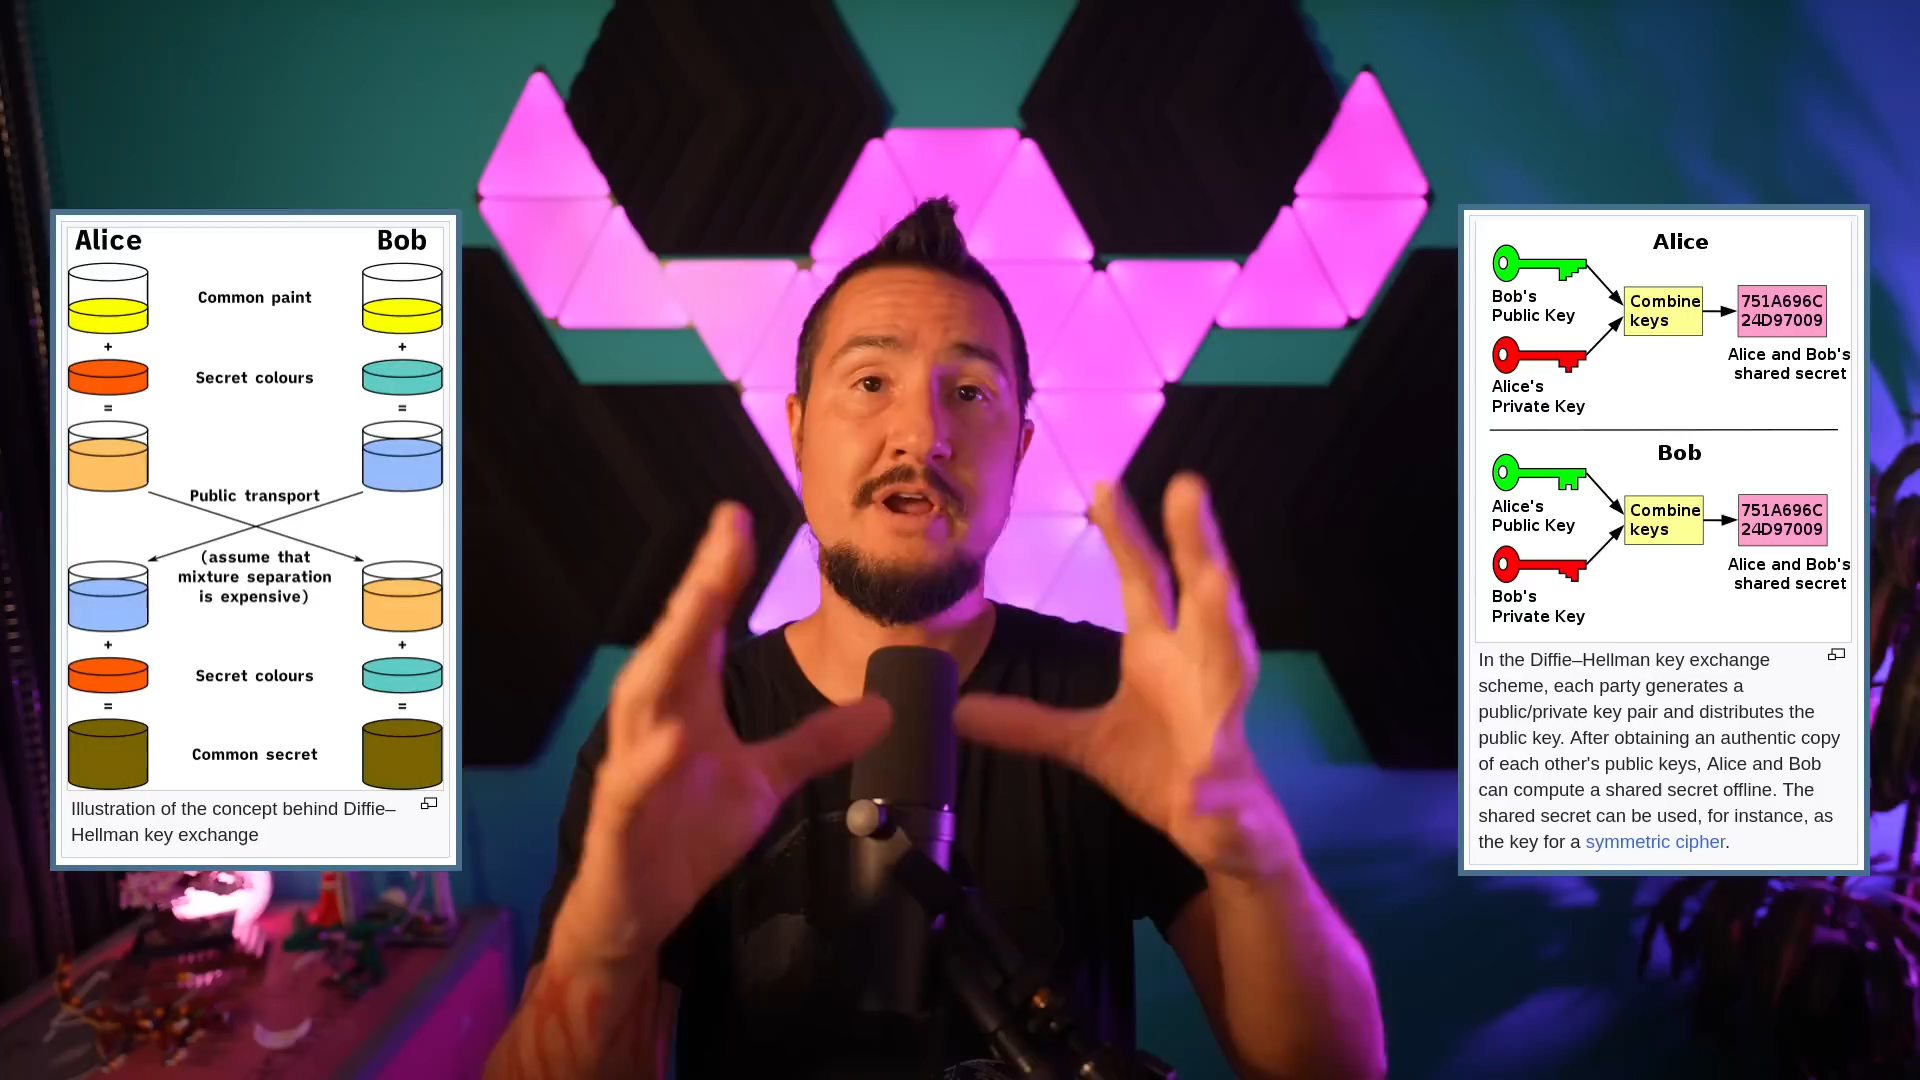 Alice Bob
Common paint
+ +
Secret colours
= =
Public transport
(assume that
mixture separation
is expensive)
+ +
Secret colours
= =
Common secret
Illustration of the concept behind Diffie–
Hellman key exchange
Alice
Bob's
Public Key
Combine
keys
751A696C
24D97009
Alice and Bob's
shared secret
Alice's
Private Key
Bob
Alice's
Public Key
Combine
keys
751A696C
24D97009
Alice and Bob's
shared secret
Bob's
Private Key
In the Diffie–Hellman key exchange
scheme, each party generates a
public/private key pair and distributes the
public key. After obtaining an authentic copy
of each other's public keys, Alice and Bob
can compute a shared secret offline. The
shared secret can be used, for instance, as
the key for a symmetric cipher.